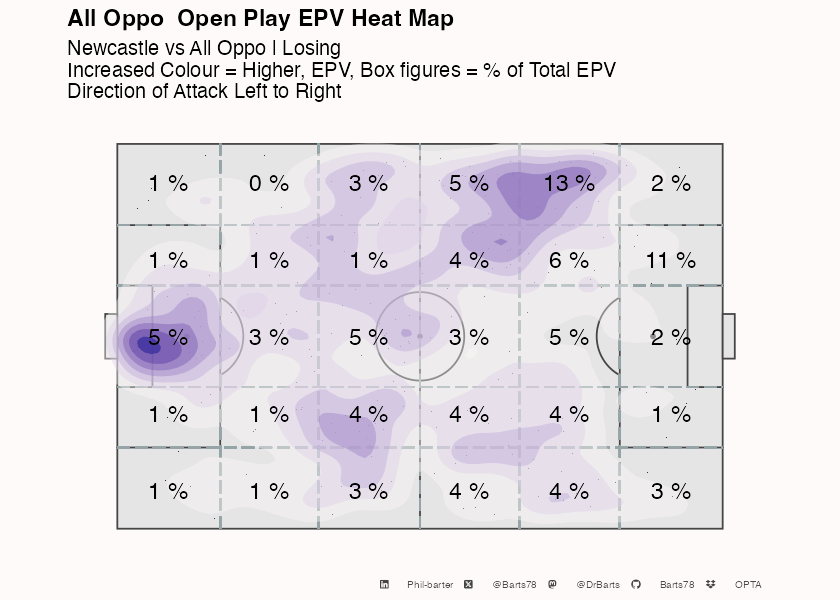 All Oppo  Open Play EPV Heat Map
Newcastle vs All Oppo | Losing
Increased Colour = Higher, EPV, Box figures = % of Total EPV
Direction of Attack Left to Right
1 % 0 % 3 % 5 % 13 % 2 %
1 % 1 % 1 % 4 % 6 % 11 %
5 % 3 % 5 % 3 % 5 % 2 %
1 % 1 % 4 % 4 % 4 % 1 %
1 % 1 % 3 % 4 % 4 % 3 %
Phil-barter @Barts78 @DrBarts Barts78 OPTA